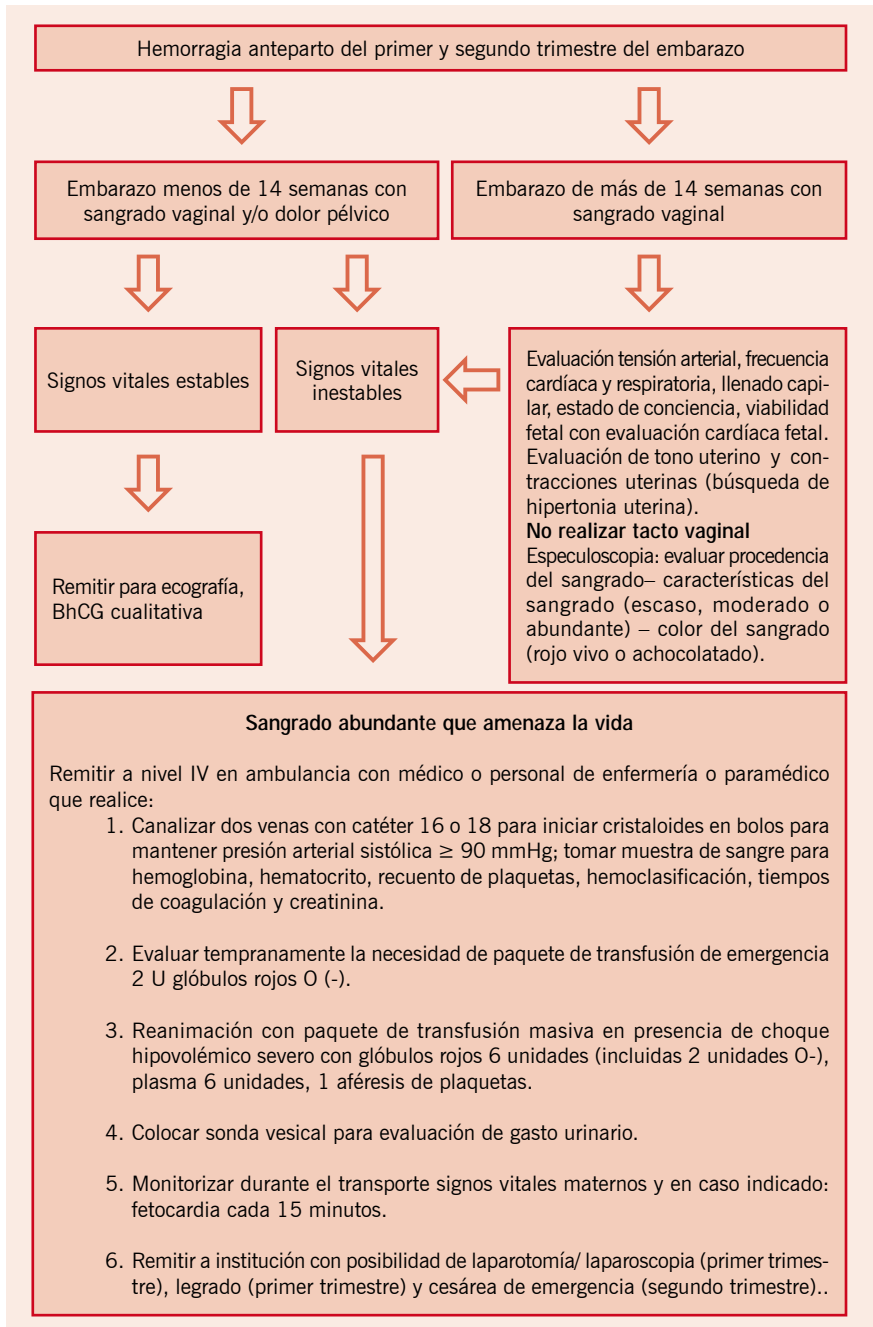 Hemorragia anteparto del primer y segundo trimestre del embarazo
Embarazo menos de 14 semanas con
sangrado vaginal y/o dolor pélvico
Embarazo de más de 14 semanas con
sangrado vaginal
Signos vitales estables
Signos vitales
inestables
Evaluación tensión arterial, frecuencia
cardíaca y respiratoria, llenado capi-
lar, estado de conciencia, viabilidad
fetal con evaluación cardíaca fetal.
Evaluación de tono uterino y con-
tracciones uterinas (búsqueda de
hipertonia uterina).
No realizar tacto vaginal
Especuloscopia: evaluar procedencia
del sangrado– características del
sangrado (escaso, moderado o
abundante) – color del sangrado
(rojo vivo o achocolatado).
Remitir para ecografía,
BhCG cualitativa
Sangrado abundante que amenaza la vida
Remitir a nivel IV en ambulancia con médico o personal de enfermería o paramédico
que realice:
1. Canalizar dos venas con catéter 16 o 18 para iniciar cristaloides en bolos para
mantener presión arterial sistólica ≥ 90 mmHg; tomar muestra de sangre para
hemoglobina, hematocrito, recuento de plaquetas, hemoclasificación, tiempos
de coagulación y creatinina.
2. Evaluar tempranamente la necesidad de paquete de transfusión de emergencia
2 U glóbulos rojos O (-).
3. Reanimación con paquete de transfusión masiva en presencia de choque
hipovolémico severo con glóbulos rojos 6 unidades (incluidas 2 unidades O-),
plasma 6 unidades, 1 aféresis de plaquetas.
4. Colocar sonda vesical para evaluación de gasto urinario.
5. Monitorizar durante el transporte signos vitales maternos y en caso indicado:
fetocardia cada 15 minutos.
6. Remitir a institución con posibilidad de laparotomía/ laparoscopia (primer trimes-
tre), legrado (primer trimestre) y cesárea de emergencia (segundo trimestre)..